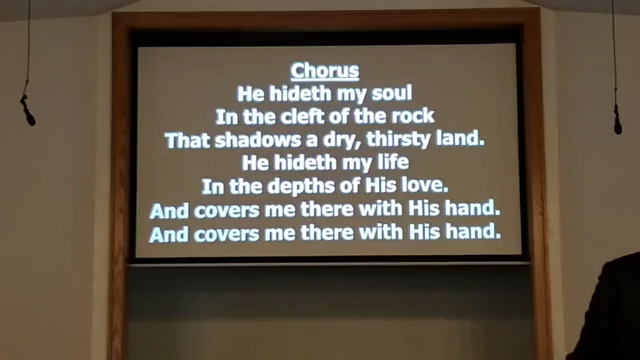 Chorus
He hideth my soul
In the cleft of the rock
That shadows a dry, thirsty land.
He hideth my life
In the depths of His love.
And covers me there with His hand.
And covers me there with His hand.